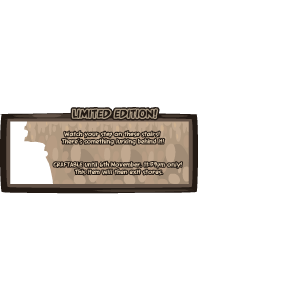 LIMITED EDITION!
Watch your step on these stairs!
There's something lurking behind it!
CRAFTABLE until 6th November, 11:59pm only!
This item will then exit stores.